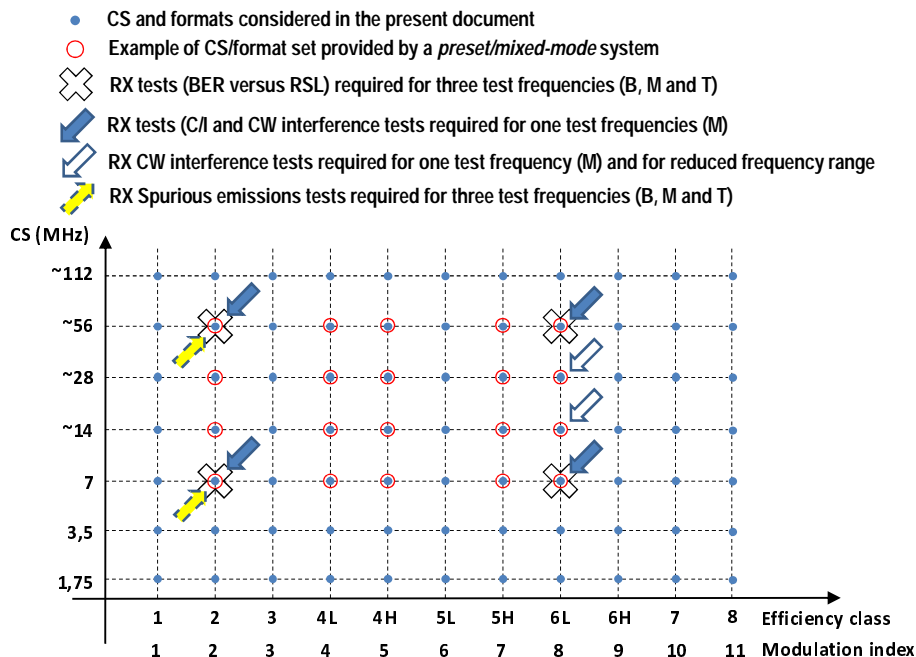 CS and formats considered in the present document
Example of CS/format set provided by a preset/mixed-mode system
RX tests (BER versus RSL) required for three test frequencies (B, M and T)
RX tests (C/I and CW interference tests required for one test frequencies (M)
RX CW interference tests required for one test frequency (M) and for reduced frequency range
RX Spurious emissions tests required for three test frequencies (B, M and T)
CS (MHz)
~112
~56
~28
~14
7
3,5
1,75
1 2 3 4L 4H 5L 5H 6L 6H 7 8 Efficiency class
1 2 3 4 5 6 7 8 9 10 11 Modulation index